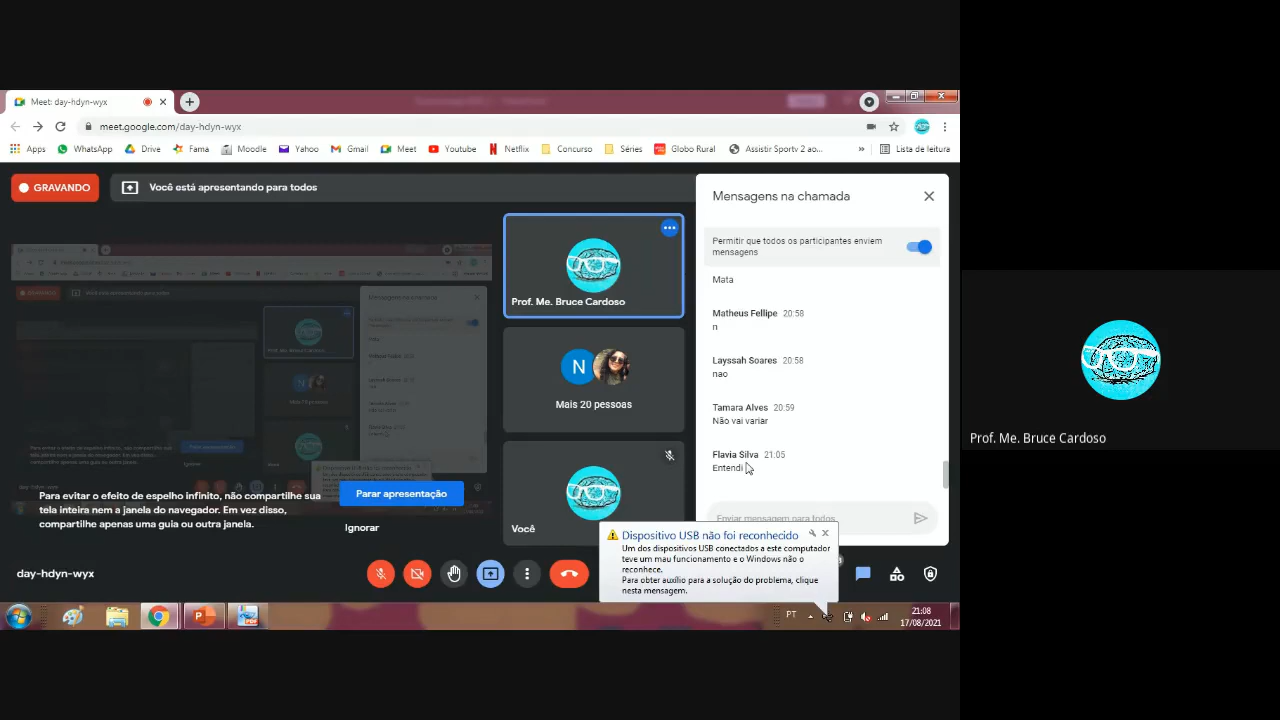 Meet: day-hdyn-wyx
meet.google.com/day-hdyn-wyx
Apps WhatsApp Drive Fama Moodle Yahoo Gmail Meet Youtube Netflix Concurso Séries Globo Rural Assistir Sportv 2 ao... » Lista de leitura
GRAVANDO
Você está apresentando para todos
Prof. Me. Bruce Cardoso
N
Mais 20 pessoas
Você
Para evitar o efeito de espelho infinito, não compartilhe sua
tela inteira nem a janela do navegador. Em vez disso,
compartilhe apenas uma guia ou outra janela.
Parar apresentação
Ignorar
Mensagens na chamada
Permitir que todos os participantes enviem
mensagens
Mata
Matheus Fellipe 20:58
n
Layssah Soares 20:58
nao
Tamara Alves 20:59
Não vai variar
Flavia Silva 21:05
Entendi
Enviar mensagem para todos
Dispositivo USB não foi reconhecido
Um dos dispositivos USB conectados a este computador
teve um mau funcionamento e o Windows não o
reconhece.
Para obter auxílio para a solução do problema, clique
nesta mensagem.
day-hdyn-wyx
PT
21:08
17/08/2021
Prof. Me. Bruce Cardoso